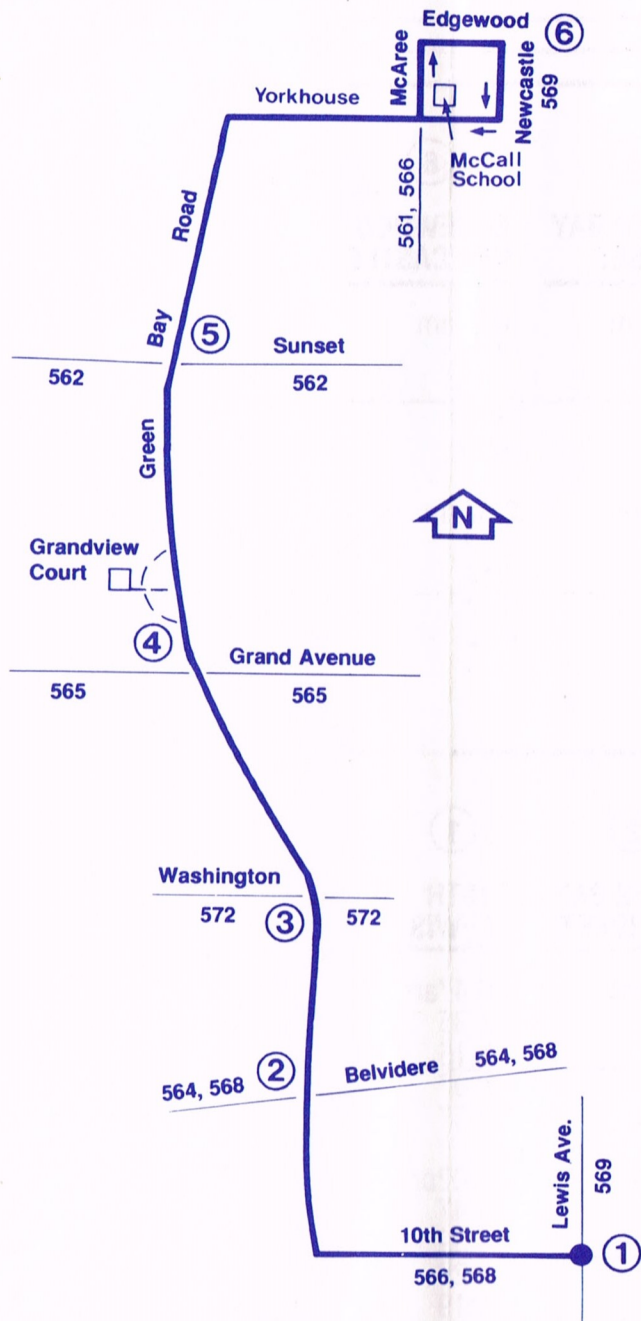 Edgewood
6
McAree
Newcastle
569
Yorkhouse
McCall
School
561, 566
Road
Bay
5
Sunset
562
562
Green
N
Grandview
Court
4
Grand Avenue
565
565
Washington
572
3
572
2
Belvidere
564, 568
564, 568
Lewis Ave.
569
10th Street
1
566, 568